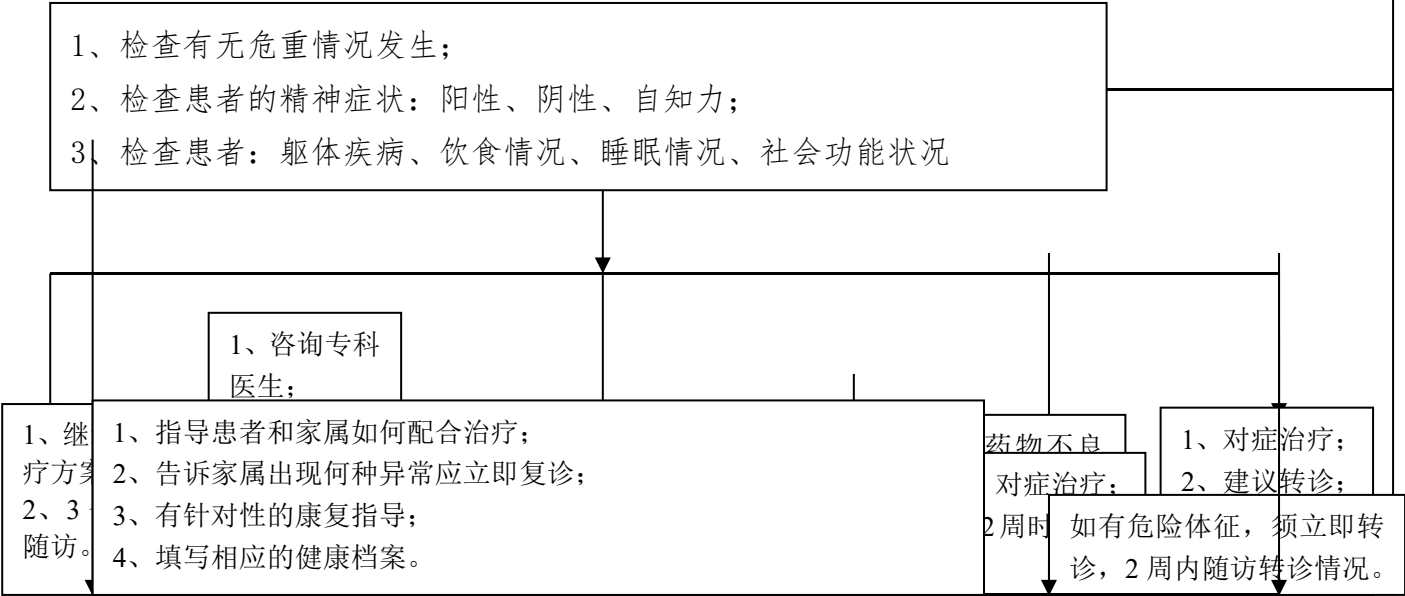 1、检查有无危重情况发生；
2、检查患者的精神症状：阳性、阴性、自知力；
3、检查患者：躯体疾病、饮食情况、睡眠情况、社会功能状况
1、咨询专科
医生；
1、继
疗方案
2、3
随访。
1、指导患者和家属如何配合治疗；
2、告诉家属出现何种异常应立即复诊；
3、有针对性的康复指导；
4、填写相应的健康档案。
药物不良
对症治疗；
2周时
1、对症治疗；
2、建议转诊；
如有危险体征，须立即转
诊，2周内随访转诊情况。